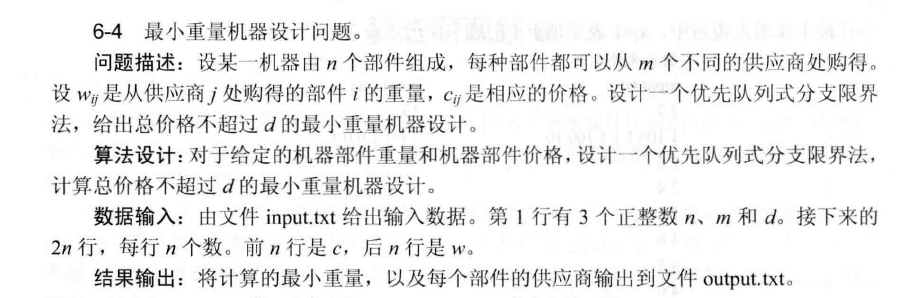 6-4 最小重量机器设计问题。
问题描述：设某一机器由 n 个部件组成，每种部件都可以从 m 个不同的供应商处购得。
设 wij 是从供应商 j 处购得的部件 i 的重量，cij 是相应的价格。设计一个优先队列式分支限界
法，给出总价格不超过 d 的最小重量机器设计。
算法设计：对于给定的机器部件重量和机器部件价格，设计一个优先队列式分支限界法，
计算总价格不超过 d 的最小重量机器设计。
数据输入：由文件 input.txt 给出输入数据。第 1 行有 3 个正整数 n、m 和 d。接下来的
2n 行，每行 n 个数。前 n 行是 c，后 n 行是 w。
结果输出：将计算的最小重量，以及每个部件的供应商输出到文件 output.txt。